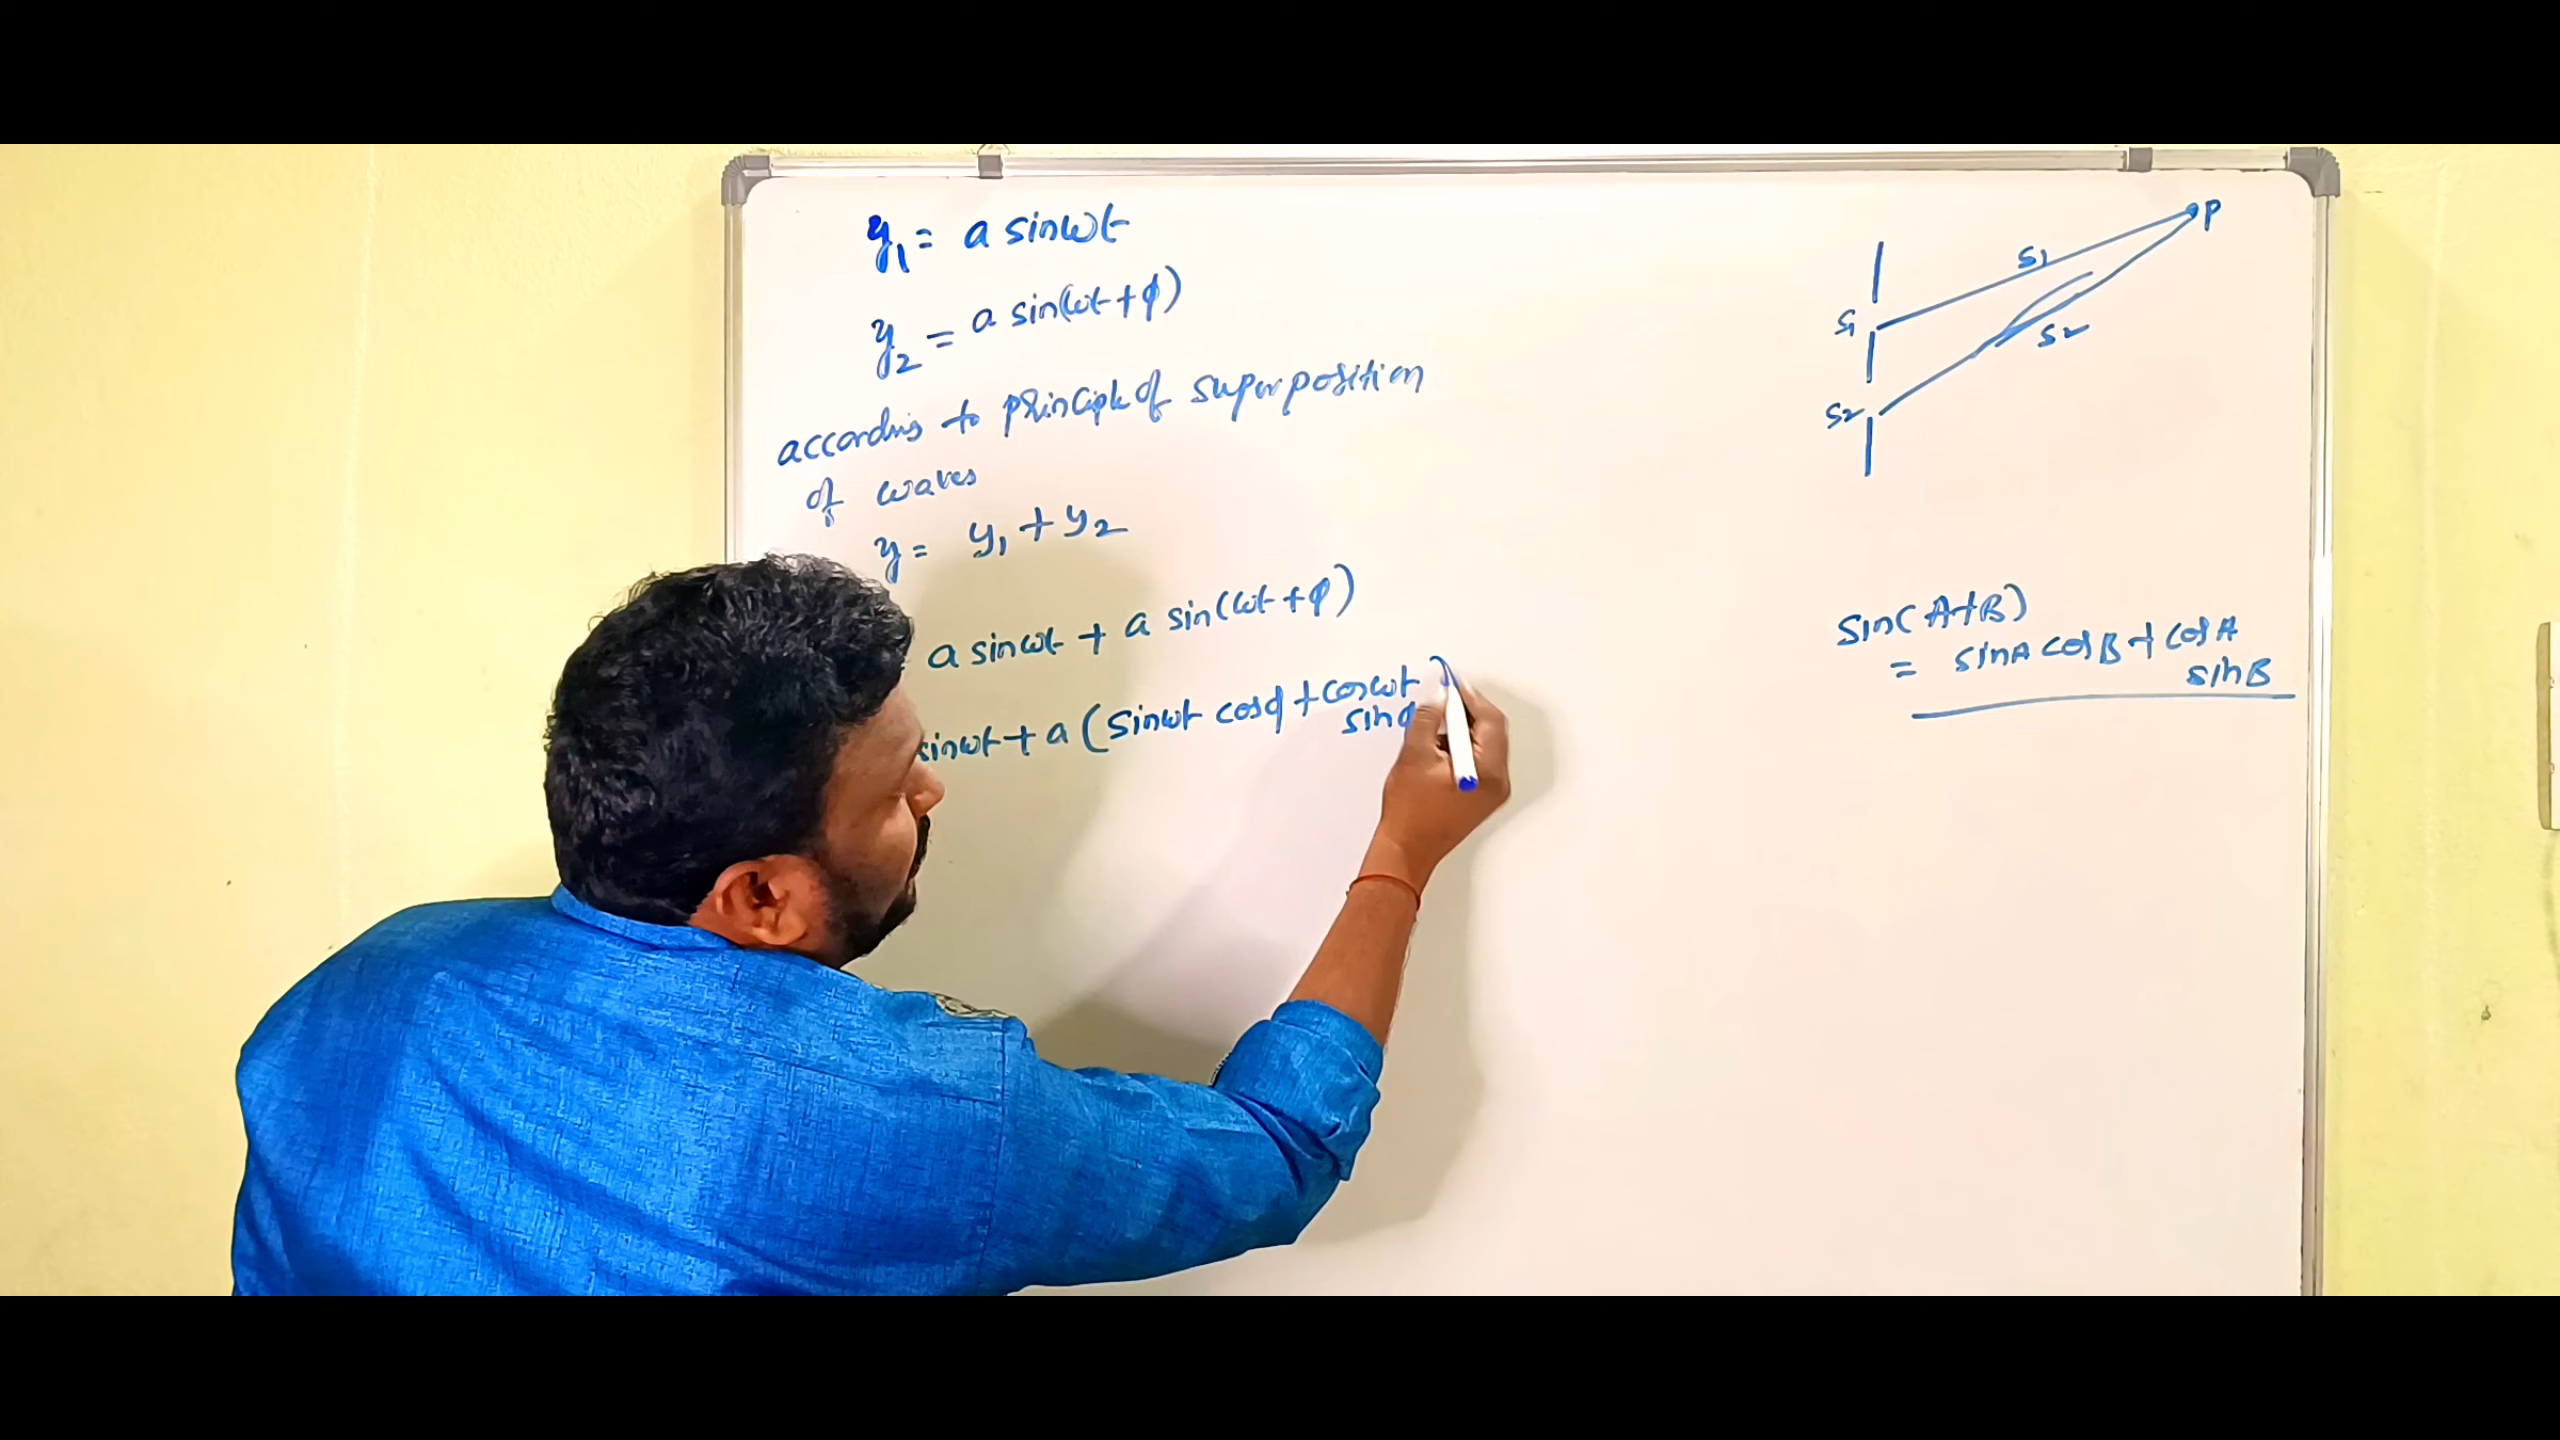 y₁ = a sinωt
y₂ = a sin(ωt + φ)
according to principle of superposition
of waves
y = y₁ + y₂
a sinωt + a sin(ωt + φ)
sinωt + a (sinωt cosφ + cosωt
sinφ)
P
S₁
S₁
S₂
S₂
sin(A+B)
= sinA cosB + cosA
sinB